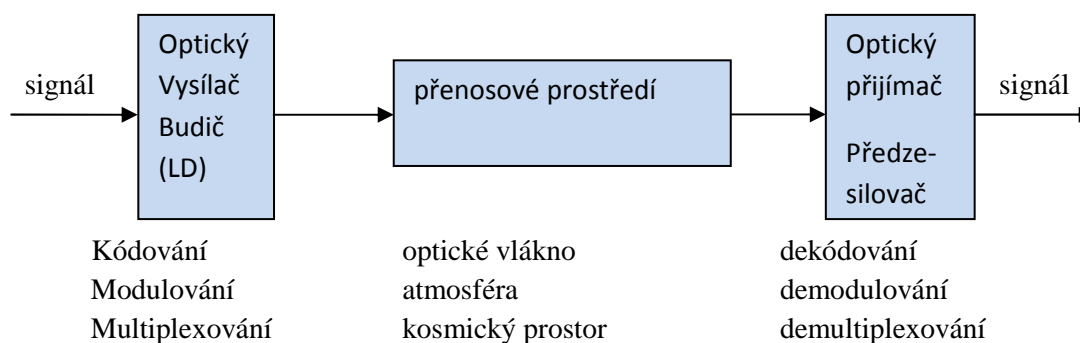 signál
Optický
Vysílač
Budič
(LD)
přenosové prostředí
Optický
přijímač
Předze-
silovač
signál
Kódování
Modulování
Multiplexování
optické vlákno
atmosféra
kosmický prostor
dekódování
demodulování
demultiplexování